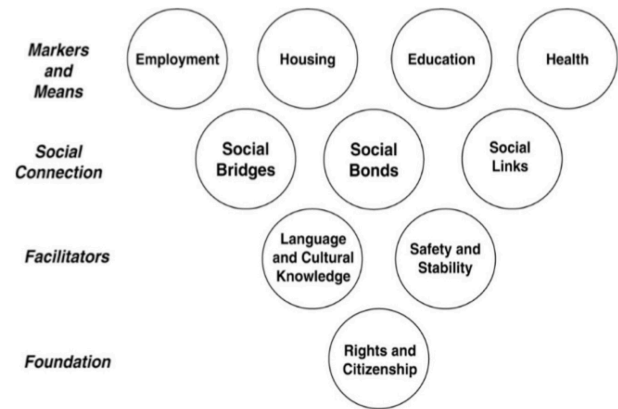 Markers
and
Means
Employment
Housing
Education
Health
Social
Connection
Social
Bridges
Social
Bonds
Social
Links
Facilitators
Language
and Cultural
Knowledge
Safety and
Stability
Foundation
Rights and
Citizenship